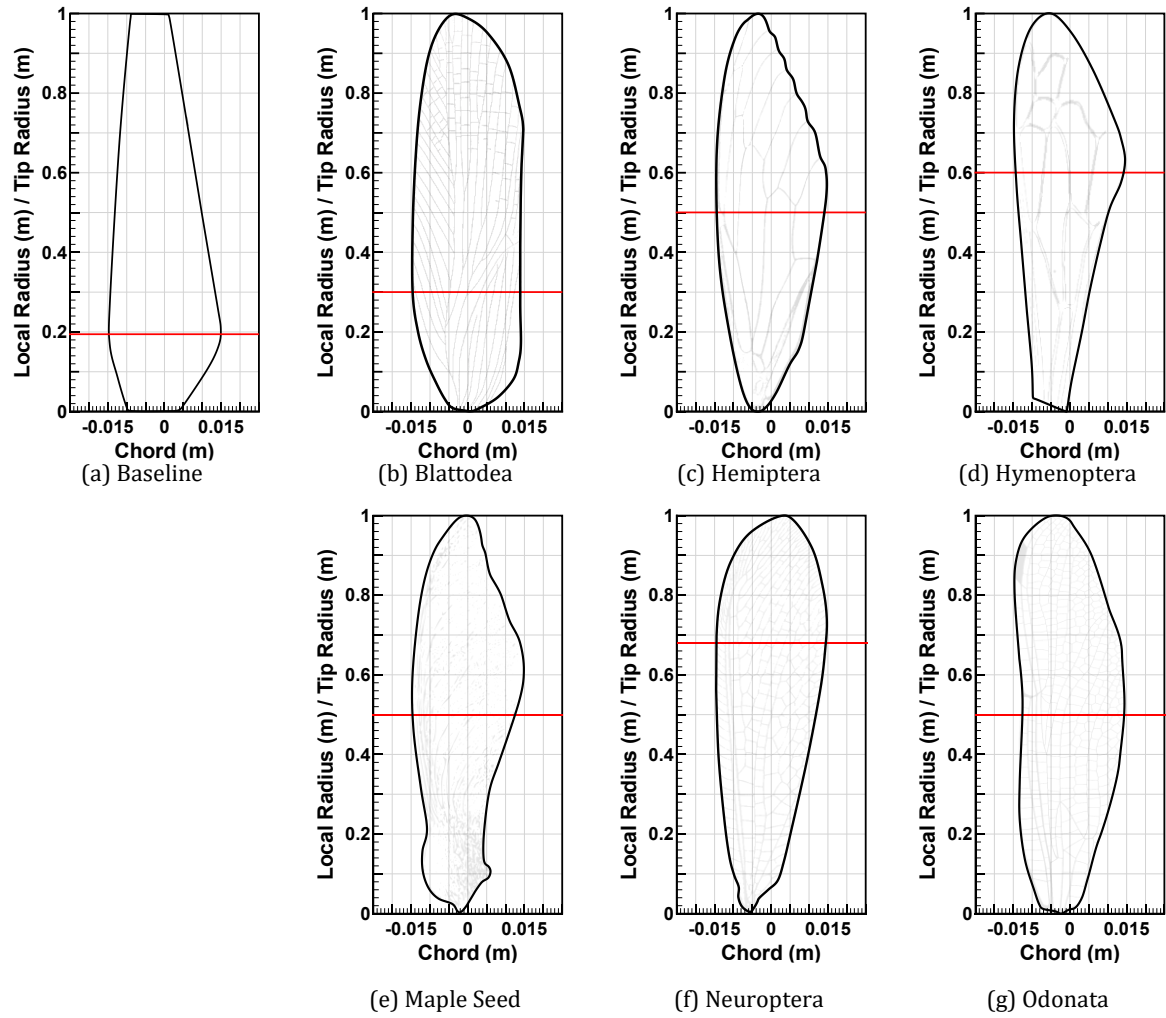 Local Radius (m) / Tip Radius (m)
1
0.8
0.6
0.4
0.2
0
-0.015 0 0.015
Chord (m)
(a) Baseline
Local Radius (m) / Tip Radius (m)
1
0.8
0.6
0.4
0.2
0
-0.015 0 0.015
Chord (m)
(b) Blattodea
Local Radius (m) / Tip Radius (m)
1
0.8
0.6
0.4
0.2
0
-0.015 0 0.015
Chord (m)
(c) Hemiptera
Local Radius (m) / Tip Radius (m)
1
0.8
0.6
0.4
0.2
0
-0.015 0 0.015
Chord (m)
(d) Hymenoptera
Local Radius (m) / Tip Radius (m)
1
0.8
0.6
0.4
0.2
0
-0.015 0 0.015
Chord (m)
(e) Maple Seed
Local Radius (m) / Tip Radius (m)
1
0.8
0.6
0.4
0.2
0
-0.015 0 0.015
Chord (m)
(f) Neuroptera
Local Radius (m) / Tip Radius (m)
1
0.8
0.6
0.4
0.2
0
-0.015 0 0.015
Chord (m)
(g) Odonata